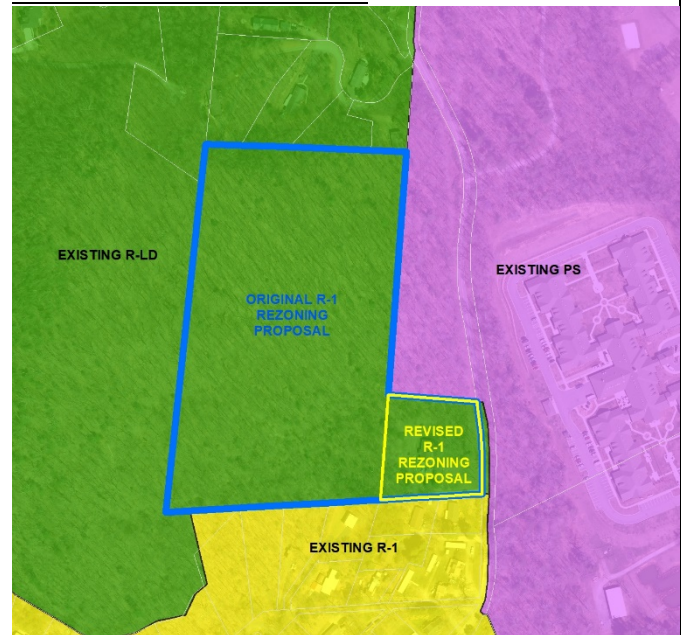 EXISTING R-LD
EXISTING PS
ORIGINAL R-1
REZONING
PROPOSAL
REVISED
R-1
REZONING
PROPOSAL
EXISTING R-1